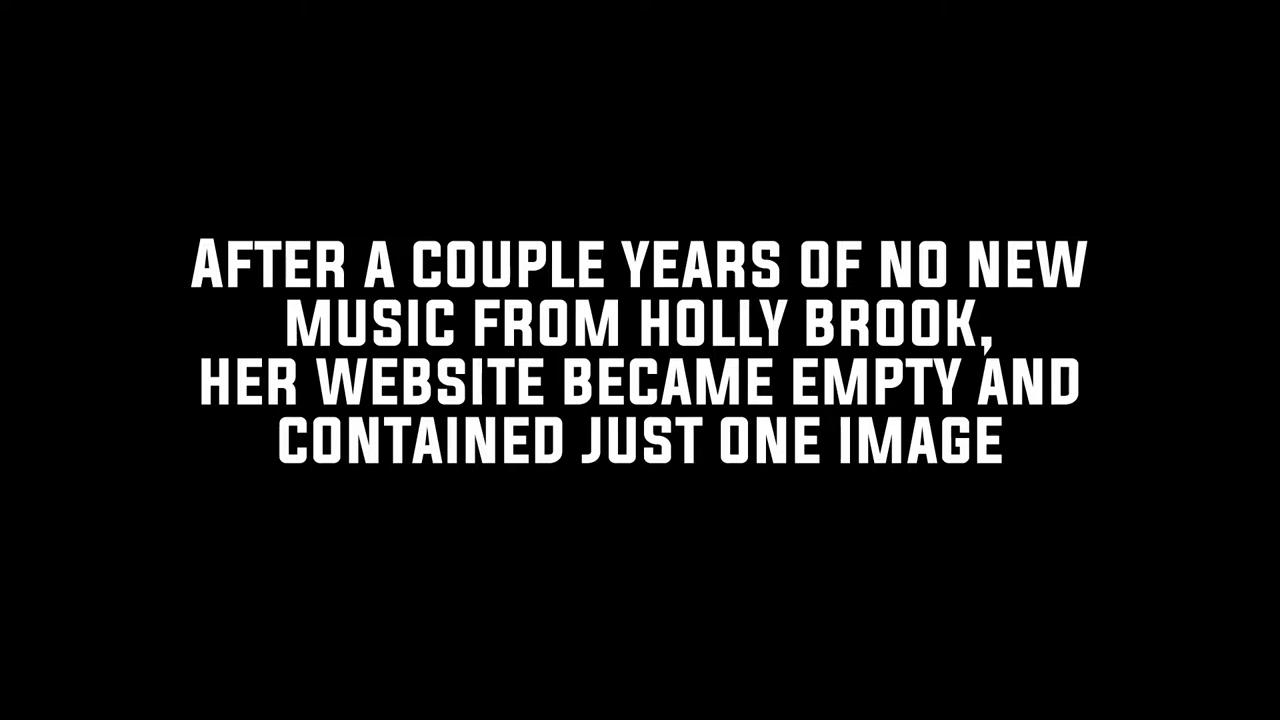 After a couple years of no new
music from Holly Brook,
her website became empty and
contained just one image